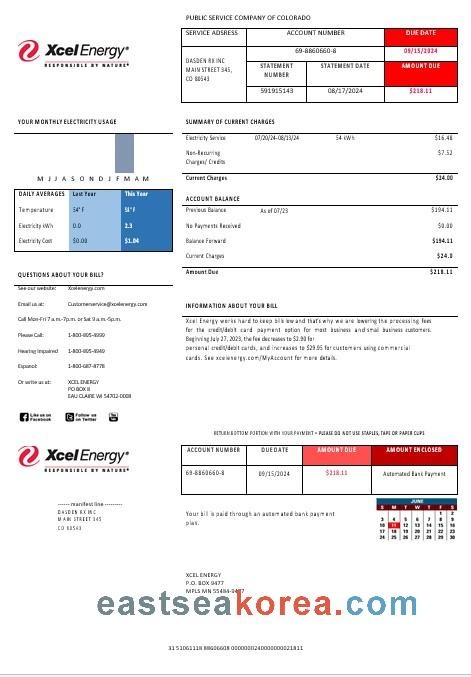 PUBLIC SERVICE COMPANY OF COLORADO
XcelEnergy®
RESPONSIBLE BY NATURE®
SERVICE ADSRESS
ACCOUNT NUMBER
DUE DATE
DASDEN RX INC
MAIN STREET 345,
CO 80543
69-8860660-8
09/15/2024
STATEMENT NUMBER
STATEMENT DATE
AMOUNT DUE
591915143
08/17/2024
$218.11
YOUR MONTHLY ELECTRICITY USAGE
M J J A S O N D J F M A M
DAILY AVERAGES Last Year This Year
Temperature 54° F 51° F
Electricity kWh 0.0 2.3
Electricity Cost $0.00 $1.04
QUESTIONS ABOUT YOUR BILL?
See our website: Xcelenergy.com
Email us at: Customerservice@xcelenergy.com
Call Mon-Fri 7 a.m.-7p.m. or Sat 9 a.m.-5p.m.
Please Call: 1-800-895-4999
Hearing Impaired 1-800-895-4949
Espanol: 1-800-687-8778
Or write us at: XCEL ENERGY
PO BOX 8
EAU CLAIRE WI 54702-0008
Like us on Facebook
Follow us on Twitter
You Tube
SUMMARY OF CURRENT CHARGES
Electricity Service 07/20/24-08/13/24 54 kWh $16.48
Non-Recurring Charges/ Credits $7.52
Current Charges $24.00
ACCOUNT BALANCE
Previous Balance As of 07/23 $194.11
No Payments Received $0.00
Balance Forward $194.11
Current Charges $24.0
Amount Due $218.11
INFORMATION ABOUT YOUR BILL
Xcel Energy works hard to keep bills low and that's why we are lowering the processing fees
for the credit/debit card payment option for most business and small business customers.
Beginning July 27, 2023, the fee decreases to $2.90 for
personal credit/debit cards, and increases to $29.95 for customers using commercial
cards. See xcelenergy.com/MyAccount for more details.
RETURN BOTTOM PORTION WITH YOUR PAYMENT • PLEASE DO NOT USE STAPLES, TAPE OR PAPER CLIPS
XcelEnergy®
RESPONSIBLE BY NATURE®
ACCOUNT NUMBER DUE DATE AMOUNT DUE AMOUNT ENCLOSED
69-8860660-8 09/15/2024 $218.11 Automated Bank Payment
------ manifest line ---------
DASDEN RX INC
MAIN STREET 345
CO 80543
Your bill is paid through an automated bank payment
plan.
JUNE
S M T W T F S
1 2
3 4 5 6 7 8 9
10 11 12 13 14 15 16
17 18 19 20 21 22 23
24 25 26 27 28 29 30
XCEL ENERGY
P.O. BOX 9477
MPLS MN 55484-9477
eastseakorea.com
31 51061118 88606608 0000000240000000021811